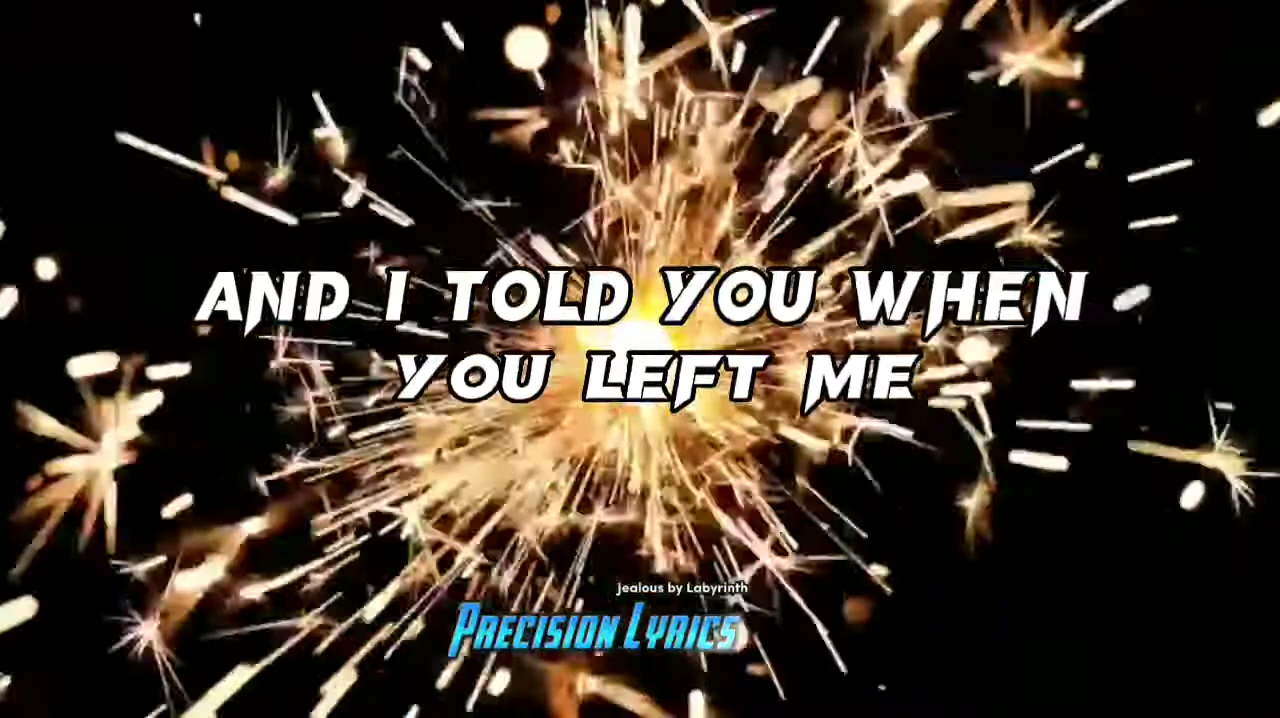 AND I TOLD YOU WHEN
YOU LEFT ME
jealous by Labyrinth
PRECISION LYRICS